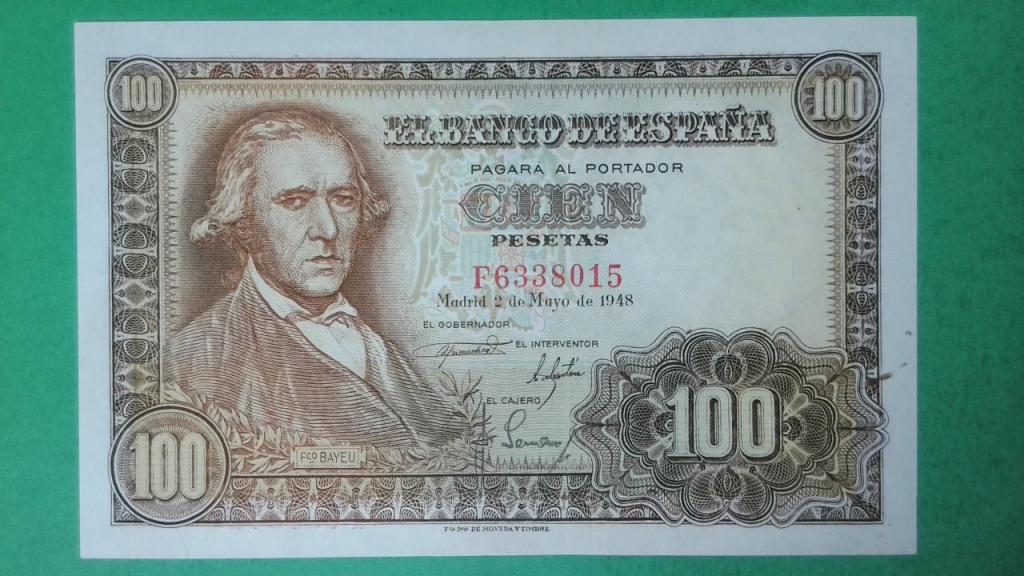 100
100
EL BANCO DE ESPAÑA
PAGARÁ AL PORTADOR
CIEN
PESETAS
F6338015
Madrid 2 de Mayo de 1948
EL GOBERNADOR
EL INTERVENTOR
EL CAJERO
100
100
FCO BAYEU
FCA NAL DE MONEDA Y TIMBRE